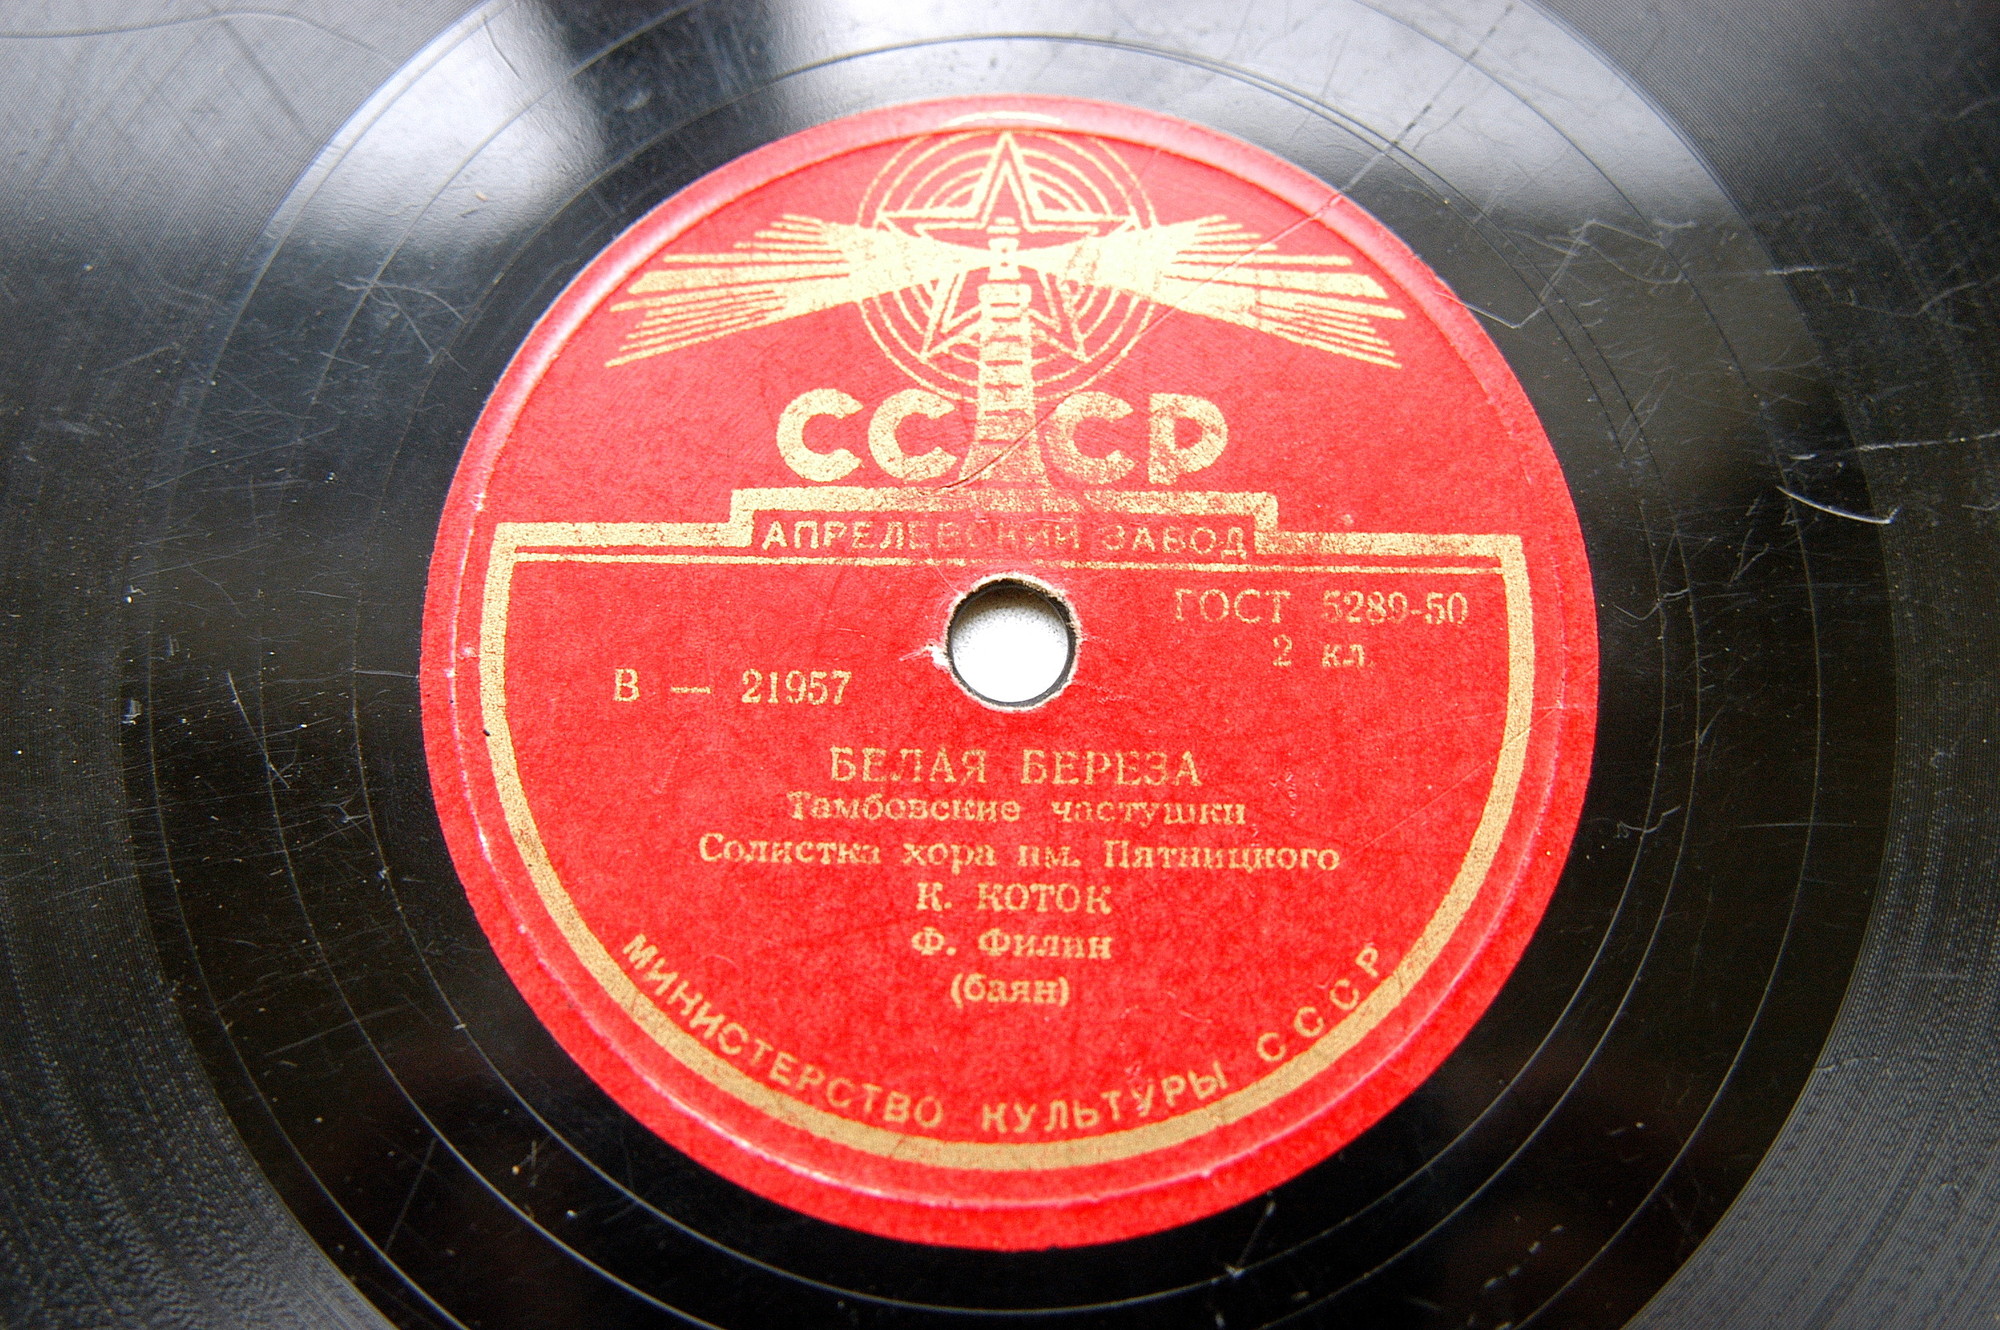 СССР
АПРЕЛЕВСКИЙ ЗАВОД
ГОСТ 5289-50
2 кл.
В — 21957
БЕЛАЯ БЕРЕЗА
Тамбовские частушки
Солистка хора им. Пятницкого
К. КОТОК
Ф. Филин
(баян)
МИНИСТЕРСТВО КУЛЬТУРЫ СССР